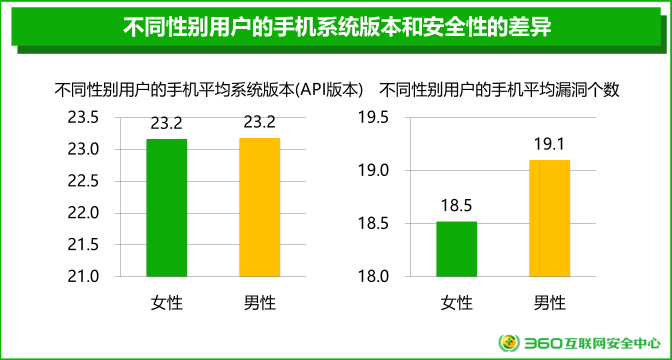 不同性别用户的手机系统版本和安全性的差异
不同性别用户的手机平均系统版本(API版本)
23.5
23.0
22.5
22.0
21.5
21.0
23.2
23.2
女性
男性
不同性别用户的手机平均漏洞个数
19.5
19.0
18.5
18.0
18.5
19.1
女性
男性
360互联网安全中心